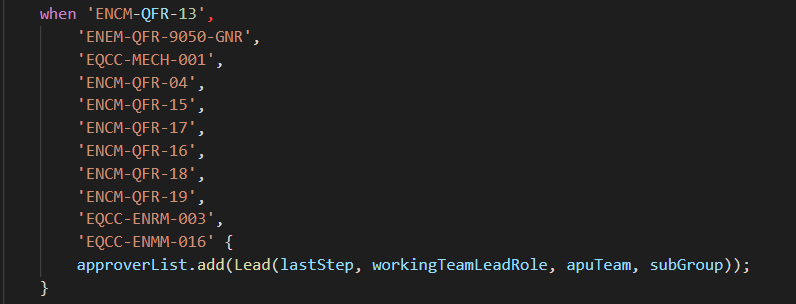 when 'ENCM-QFR-13',
'ENEM-QFR-9050-GNR',
'EQCC-MECH-001',
'ENCM-QFR-04',
'ENCM-QFR-15',
'ENCM-QFR-17',
'ENCM-QFR-16',
'ENCM-QFR-18',
'ENCM-QFR-19',
'EQCC-ENRM-003',
'EQCC-ENMM-016' {
approverList.add(Lead(lastStep, workingTeamLeadRole, apuTeam, subGroup));
}